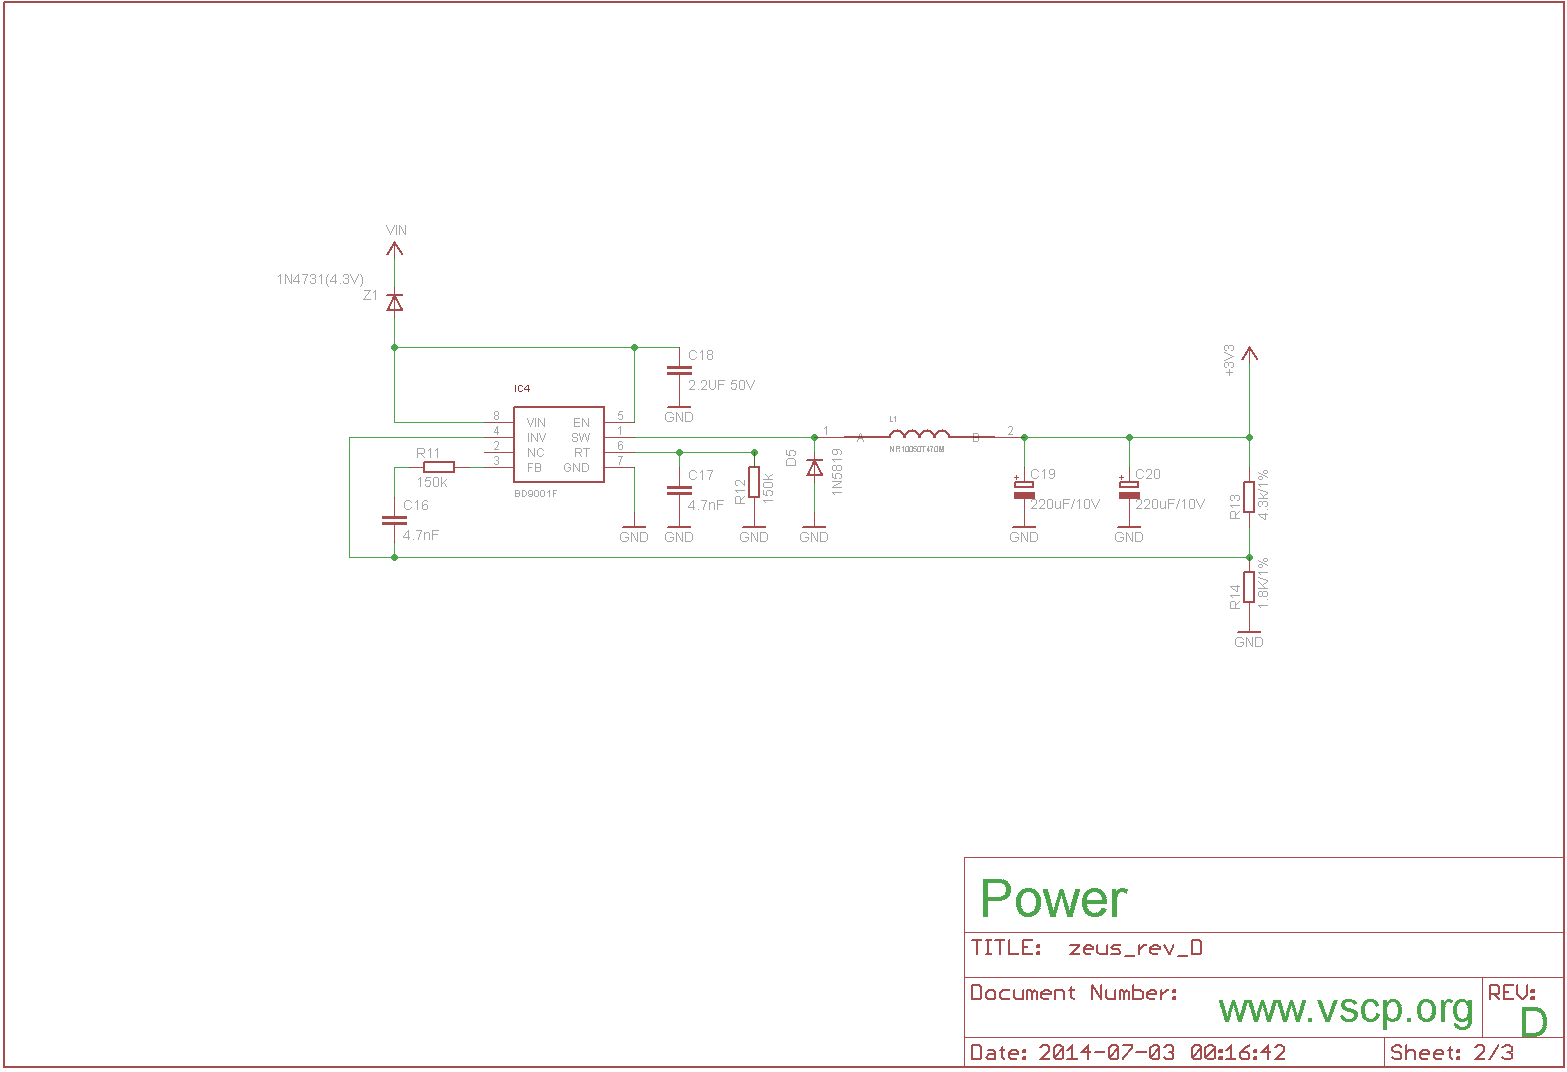 VIN
1N4731(4.3V)
Z1
C18
2.2UF 50V
GND
+3V3
IC4
8 VIN EN 5
4 INV SW 1
2 NC RT 6
3 FB GND 7
BD9001F
R11
150k
C16
4.7nF
GND
C17
4.7nF
GND
R12
150k
GND
D5
1N5819
GND
1 A
L1
B 2
NR10050T470M
C19
220uF/10V
GND
C20
220uF/10V
GND
R13
4.3k/1%
R14
1.8K/1%
GND
Power
TITLE: zeus_rev_D
Document Number:
www.vscp.org
REV:
D
Date: 2014-07-03 00:16:42
Sheet: 2/3